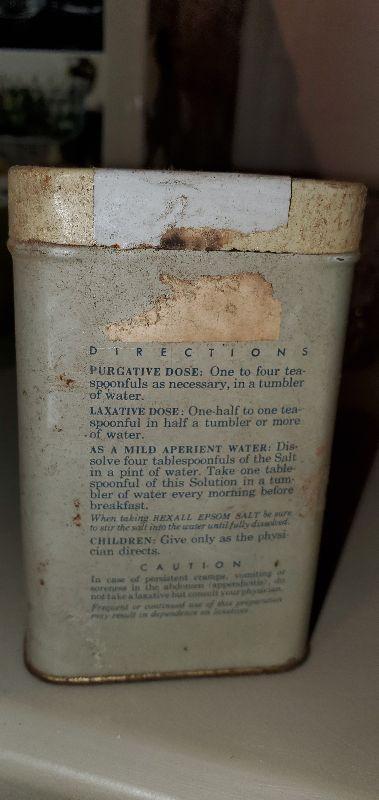 DIRECTIONS
PURGATIVE DOSE: One to four tea-
spoonfuls as necessary, in a tumbler
of water.
LAXATIVE DOSE: One-half to one tea-
spoonful in half a tumbler or more
of water.
AS A MILD APERIENT WATER: Dis-
solve four tablespoonfuls of the Salt
in a pint of water. Take one table-
spoonful of this Solution in a tum-
bler of water every morning before
breakfast.
When taking REXALL EPSOM SALT be sure
to stir the salt into the water until fully dissolved.
CHILDREN: Give only as the physi-
cian directs.
CAUTION
In case of persistent cramps, vomiting or
soreness in the abdomen (appendicitis), do
not take a laxative but consult your physician.
Frequent or continued use of this preparation
may result in dependence on laxatives.